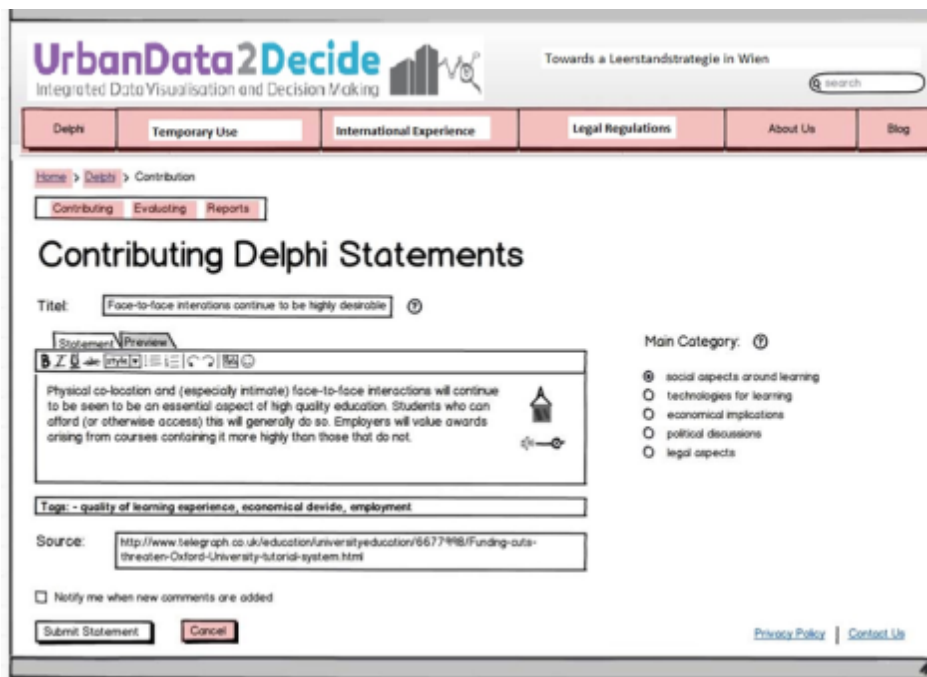 UrbanData2Decide
Integrated Data Visualisation and Decision Making
Towards a Leerstandstrategie in Wien
search
Delphi Temporary Use International Experience Legal Regulations About Us Blog
Home > Delphi > Contribution
Contributing Evaluating Reports
Contributing Delphi Statements
Titel: Face-to-face interations continue to be highly desirable ?
Statement Preview
B I U abc style
Physical co-location and (especially intimate) face-to-face interactions will continue
to be seen to be an essential aspect of high quality education. Students who can
afford (or otherwise access) this will generally do so. Employers will value awards
arising from courses containing it more highly than those that do not.
Main Category: ?
social aspects around learning
technologies for learning
economical implications
political discussions
legal aspects
Tags: - quality of learning experience, economical devide, employment
Source: http://www.telegraph.co.uk/education/universityeducation/6677998/Funding-cuts-
threaten-Oxford-University-tutorial-system.html
Notify me when new comments are added
Submit Statement Cancel
Privacy Policy | Contact Us